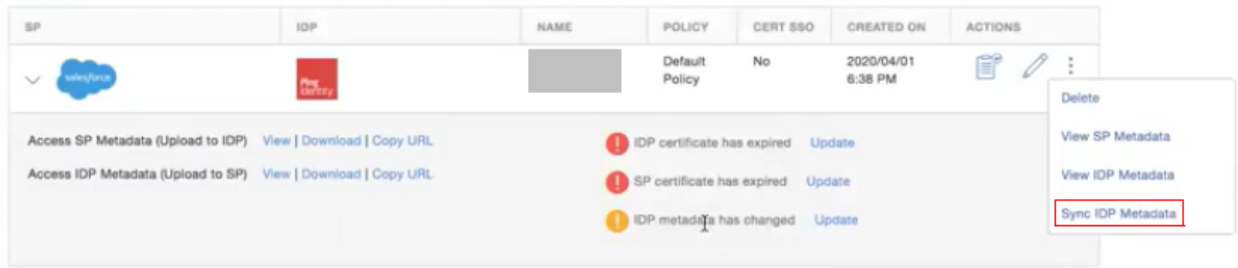 SP IDP NAME POLICY CERT SSO CREATED ON ACTIONS
salesforce Ping Identity Default Policy No 2020/04/01 6:38 PM
Delete
View SP Metadata
View IDP Metadata
Sync IDP Metadata
Access SP Metadata (Upload to IDP) View | Download | Copy URL
Access IDP Metadata (Upload to SP) View | Download | Copy URL
IDP certificate has expired Update
SP certificate has expired Update
IDP metadata has changed Update